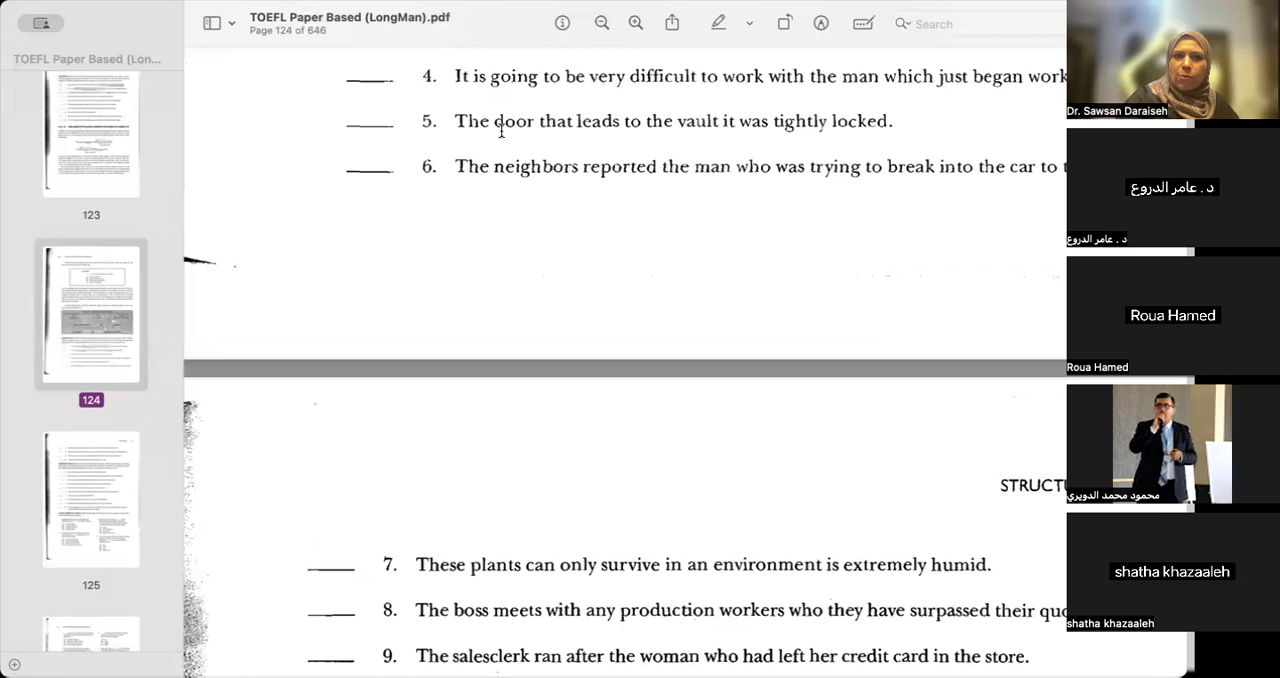 TOEFL Paper Based (LongMan).pdf
Page 124 of 646
Search
TOEFL Paper Based (Lon...
123
124
125
4. It is going to be very difficult to work with the man which just began work
5. The door that leads to the vault it was tightly locked.
6. The neighbors reported the man who was trying to break into the car to
STRUCT
7. These plants can only survive in an environment is extremely humid.
8. The boss meets with any production workers who they have surpassed their
9. The salesclerk ran after the woman who had left her credit card in the store.
Dr. Sawsan Daraiseh
د . عامر الدروع
د . عامر الدروع
Roua Hamed
Roua Hamed
محمود محمد الدويري
shatha khazaaleh
shatha khazaaleh